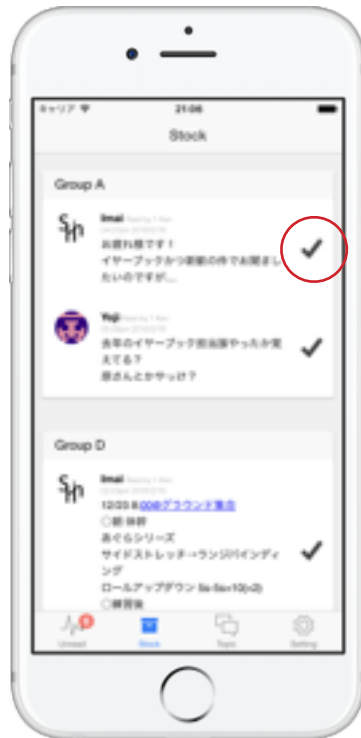 キャリア
21:06
Stock
Group A
Imai
お疲れ様です!
イヤーブックかつ
の件でお聞きし
たいのですが...
Yoji
去年のイヤーブック担当誰やったか覚
えてる?
原さんとかやっけ?
Group D
Imai
12/23 8:00@グラウンド集合
○朝 体幹
あぐらシリーズ
サイドストレッチ→ランジバインディ
ング
ロールアップダウン
○練習後
Unread
Stock
Topic
Setting